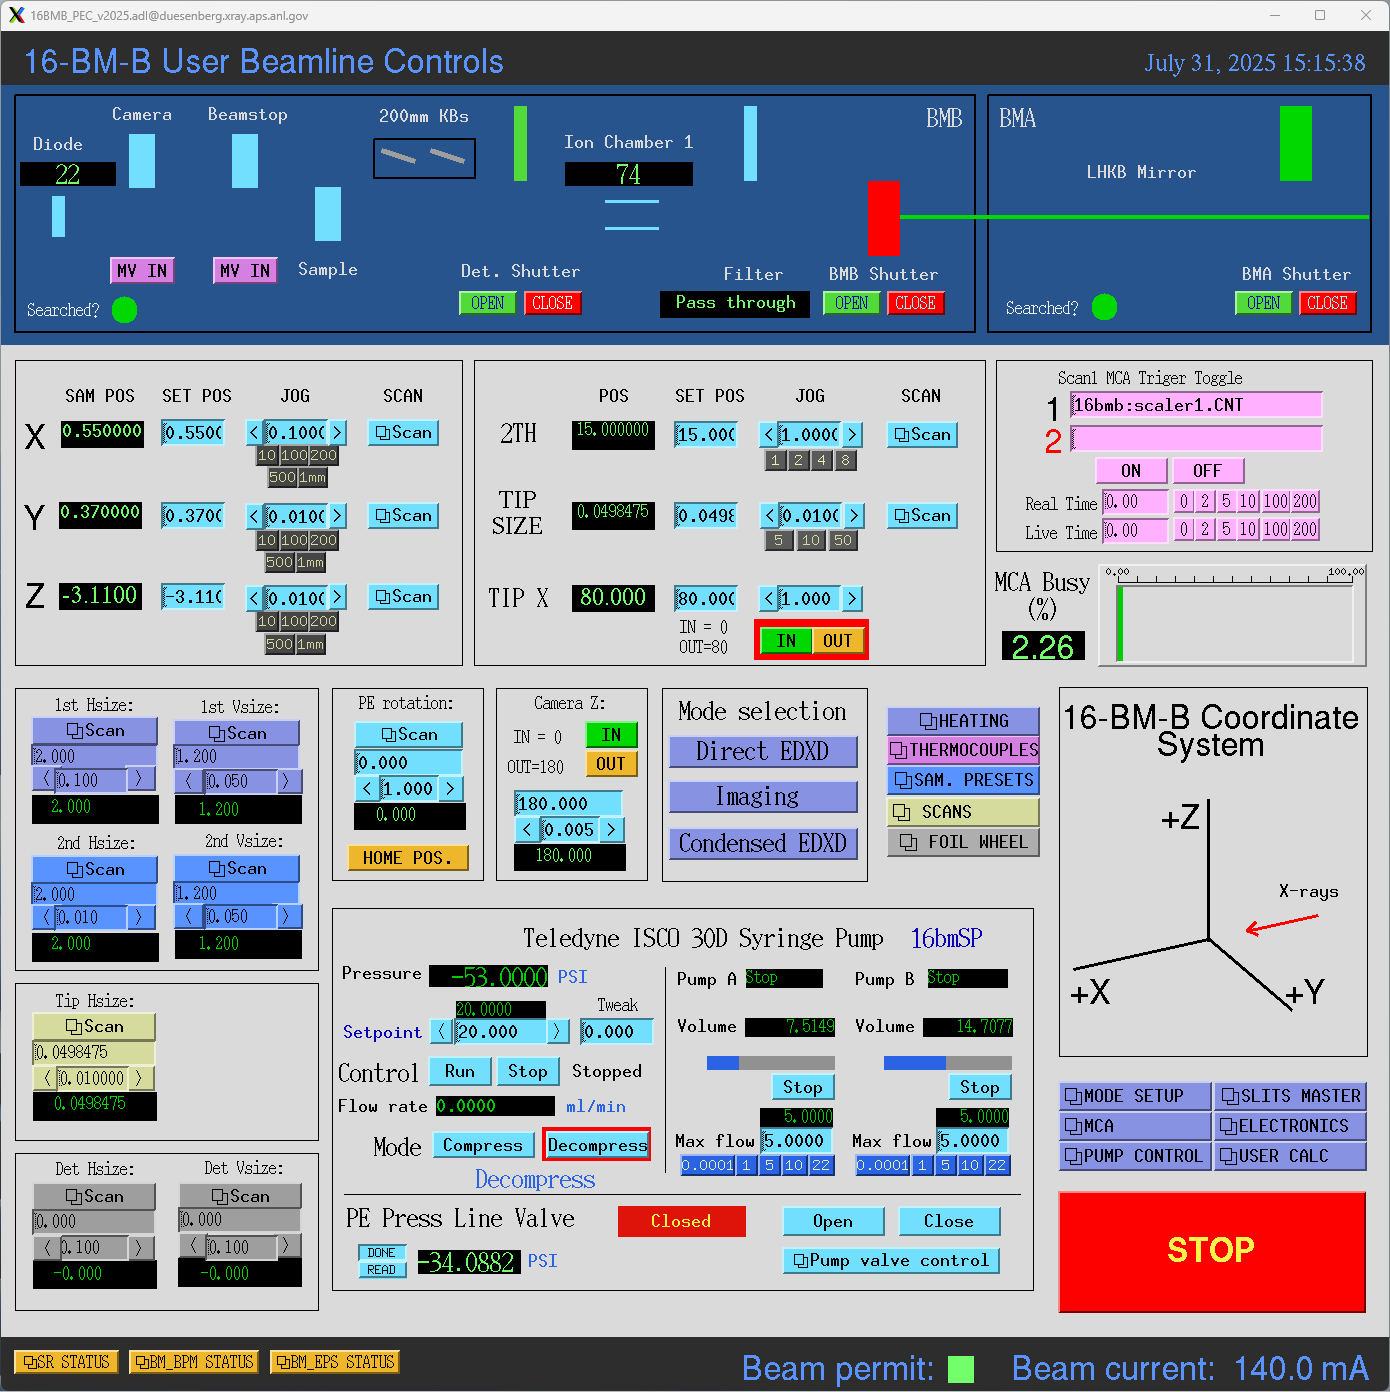 16BMB_PEC_v2025.adl@duesenberg.xray.aps.anl.gov
16-BM-B User Beamline Controls
July 31, 2025 15:15:38
Camera
Beamstop
200mm KBs
BMB
BMA
Diode
22
Ion Chamber 1
74
LHKB Mirror
MV IN
MV IN
Sample
Det. Shutter
Filter
BMB Shutter
BMA Shutter
Searched?
OPEN CLOSE
Pass through
OPEN CLOSE
Searched?
OPEN CLOSE
SAM POS SET POS JOG SCAN
X 0.550000 0.550( < 0.100( > Scan
10 100 200
500 1mm
Y 0.370000 0.370( < 0.010( > Scan
10 100 200
500 1mm
Z -3.1100 -3.11( < 0.010( > Scan
10 100 200
500 1mm
POS SET POS JOG SCAN
2TH 15.000000 15.00( < 1.000( > Scan
1 2 4 8
TIP SIZE 0.0498475 0.0498 < 0.010( > Scan
5 10 50
TIP X 80.000 80.00( < 1.000 >
IN = 0
OUT=80
IN OUT
Scan1 MCA Triger Toggle
1 16bmb:scaler1.CNT
2
ON OFF
Real Time 0.00 0 2 5 10 100 200
Live Time 0.00 0 2 5 10 100 200
MCA Busy
(%)
2.26
0.00 100.00
1st Hsize:
Scan
2.000
< 0.100 >
2.000
1st Vsize:
Scan
1.200
< 0.050 >
1.200
2nd Hsize:
Scan
2.000
< 0.010 >
2.000
2nd Vsize:
Scan
1.200
< 0.050 >
1.200
Tip Hsize:
Scan
0.0498475
< 0.010000 >
0.0498475
Det Hsize:
Scan
0.000
< 0.100 >
-0.000
Det Vsize:
Scan
0.000
< 0.100 >
-0.000
PE rotation:
Scan
0.000
< 1.000 >
0.000
HOME POS.
Camera Z:
IN = 0 IN
OUT=180 OUT
180.000
< 0.005 >
180.000
Mode selection
Direct EDXD
Imaging
Condensed EDXD
HEATING
THERMOCOUPLES
SAM. PRESETS
SCANS
FOIL WHEEL
16-BM-B Coordinate
System
+Z
X-rays
+X
+Y
Teledyne ISCO 30D Syringe Pump 16bmSP
Pressure -53.0000 PSI
20.0000 Tweak
Setpoint < 20.000 > 0.000
Control Run Stop Stopped
Flow rate 0.0000 ml/min
Mode Compress Decompress
Decompress
Pump A Stop
Volume 7.5149
Stop
5.0000
Max flow 5.0000
0.0001 1 5 10 22
Pump B Stop
Volume 14.7077
Stop
5.0000
Max flow 5.0000
0.0001 1 5 10 22
PE Press Line Valve Closed Open Close
DONE
READ
-34.0882 PSI
Pump valve control
MODE SETUP SLITS MASTER
MCA ELECTRONICS
PUMP CONTROL USER CALC
STOP
SR STATUS BM_BPM STATUS BM_EPS STATUS
Beam permit: Beam current: 140.0 mA